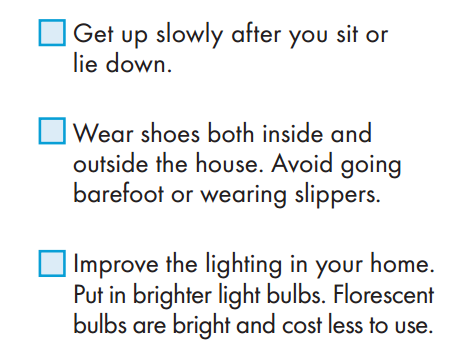 Get up slowly after you sit or
lie down.
Wear shoes both inside and
outside the house. Avoid going
barefoot or wearing slippers.
Improve the lighting in your home.
Put in brighter light bulbs. Florescent
bulbs are bright and cost less to use.